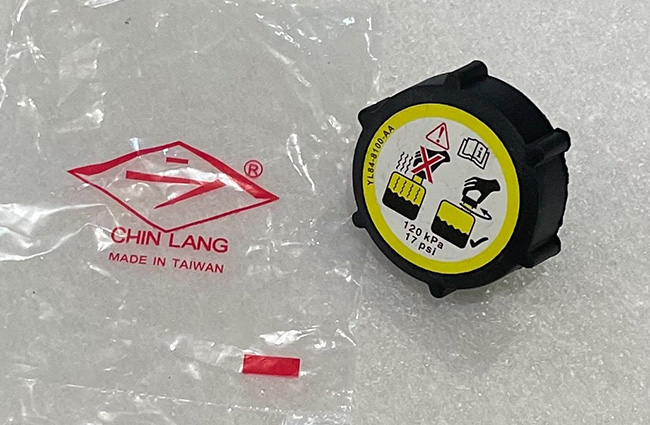 ®
CHIN LANG
MADE IN TAIWAN
YL84-8100-AA
120 kPa
17 psi